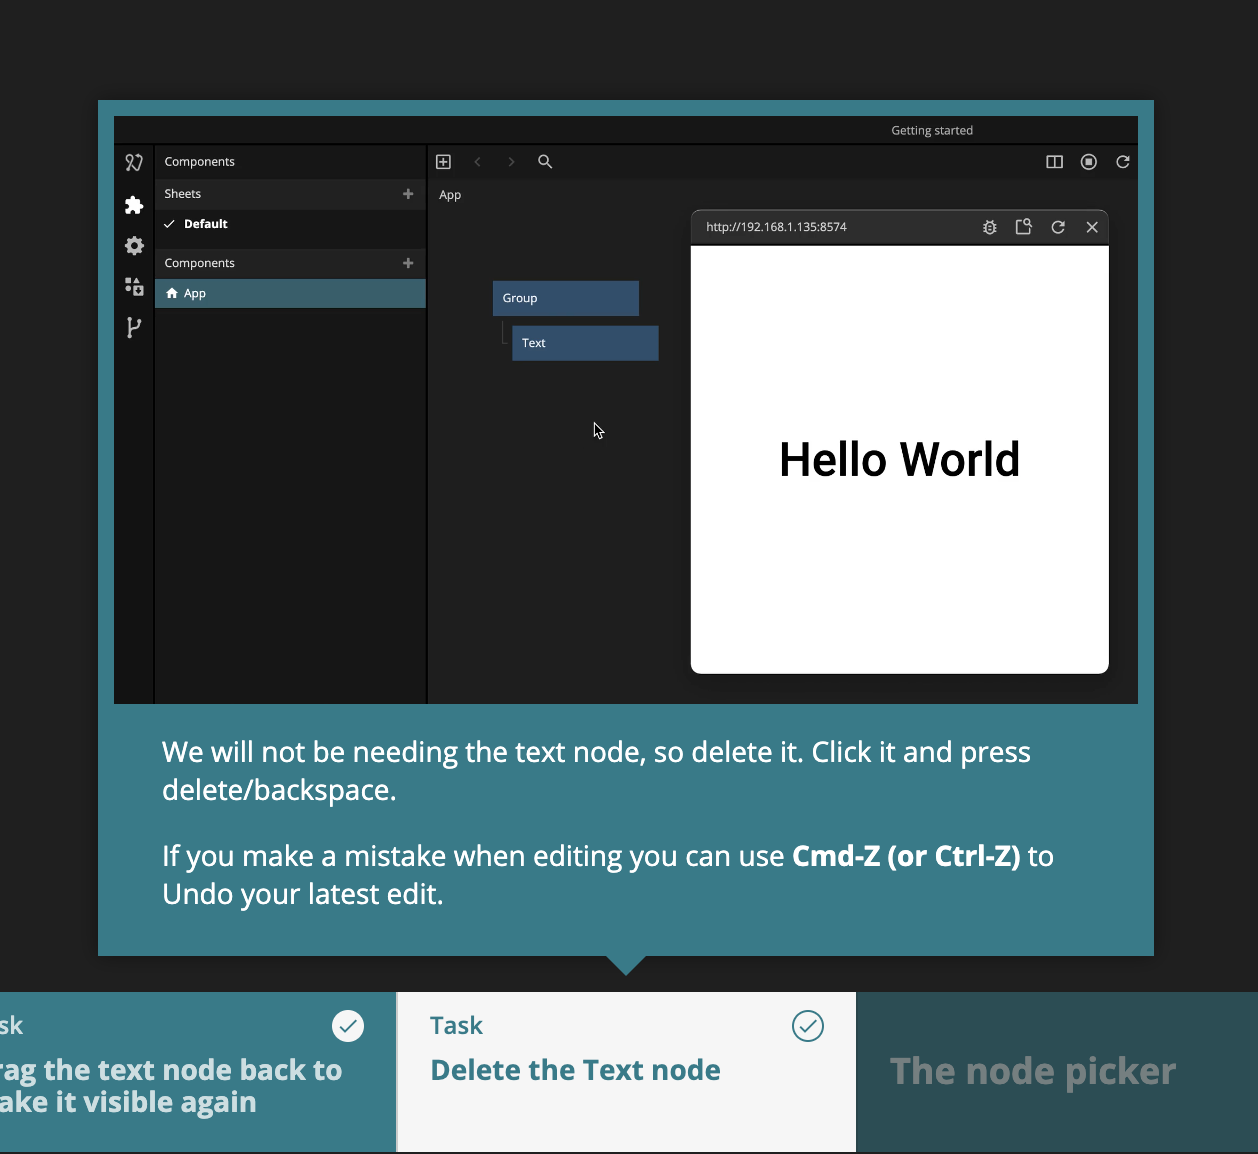 Getting started
Components
Sheets
Default
Components
App
App
Group
Text
http://192.168.1.135:8574
Hello World
We will not be needing the text node, so delete it. Click it and press
delete/backspace.
If you make a mistake when editing you can use Cmd-Z (or Ctrl-Z) to
Undo your latest edit.
sk
rag the text node back to
ake it visible again
Task
Delete the Text node
The node picker